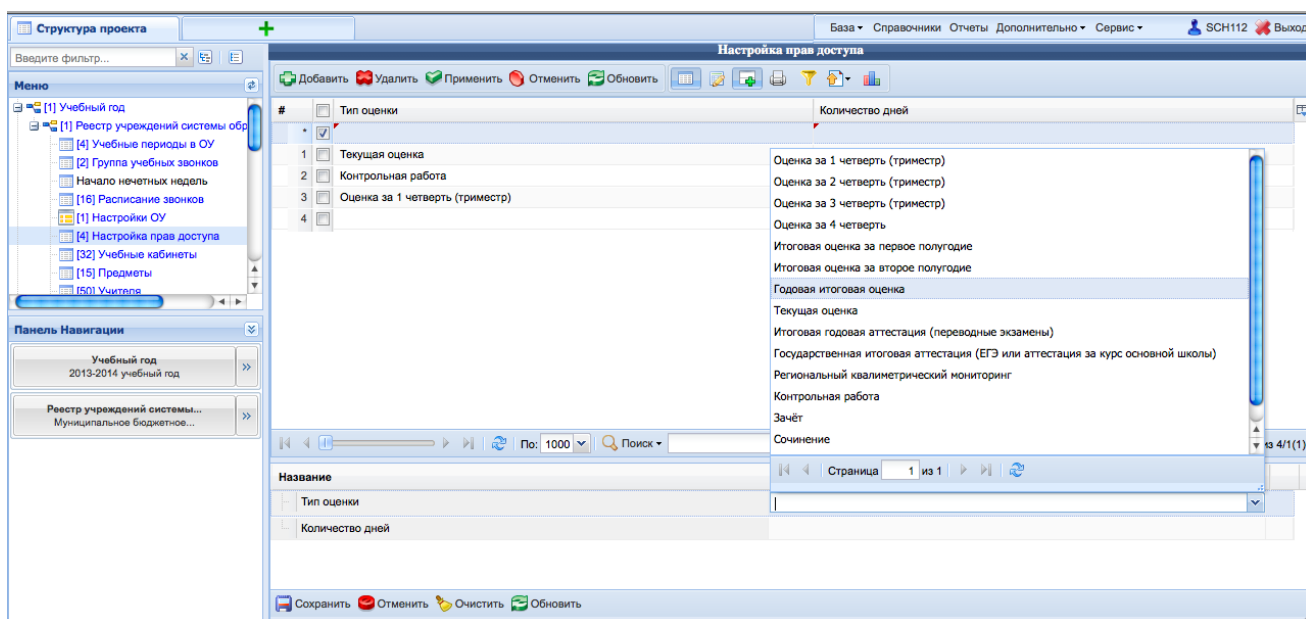 Структура проекта
База Справочники Отчеты Дополнительно Сервис SCH112 Выход
Введите фильтр...
Настройка прав доступа
Добавить Удалить Применить Отменить Обновить
Меню
[1] Учебный год
[1] Реестр учреждений системы обр
[4] Учебные периоды в ОУ
[2] Группа учебных звонков
Начало нечетных недель
[16] Расписание звонков
[1] Настройки ОУ
[4] Настройка прав доступа
[32] Учебные кабинеты
[15] Предметы
[50] Учителя
Панель Навигации
Учебный год
2013-2014 учебный год
Реестр учреждений системы...
Муниципальное бюджетное...
# Тип оценки Количество дней
*
1 Текущая оценка
2 Контрольная работа
3 Оценка за 1 четверть (триместр)
4
Оценка за 1 четверть (триместр)
Оценка за 2 четверть (триместр)
Оценка за 3 четверть (триместр)
Оценка за 4 четверть
Итоговая оценка за первое полугодие
Итоговая оценка за второе полугодие
Годовая итоговая оценка
Текущая оценка
Итоговая годовая аттестация (переводные экзамены)
Государственная итоговая аттестация (ЕГЭ или аттестация за курс основной школы)
Региональный квалиметрический мониторинг
Контрольная работа
Зачёт
Сочинение
Страница 1 из 1
По: 1000 Поиск из 4/1(1)
Название
Тип оценки
Количество дней
Сохранить Отменить Очистить Обновить